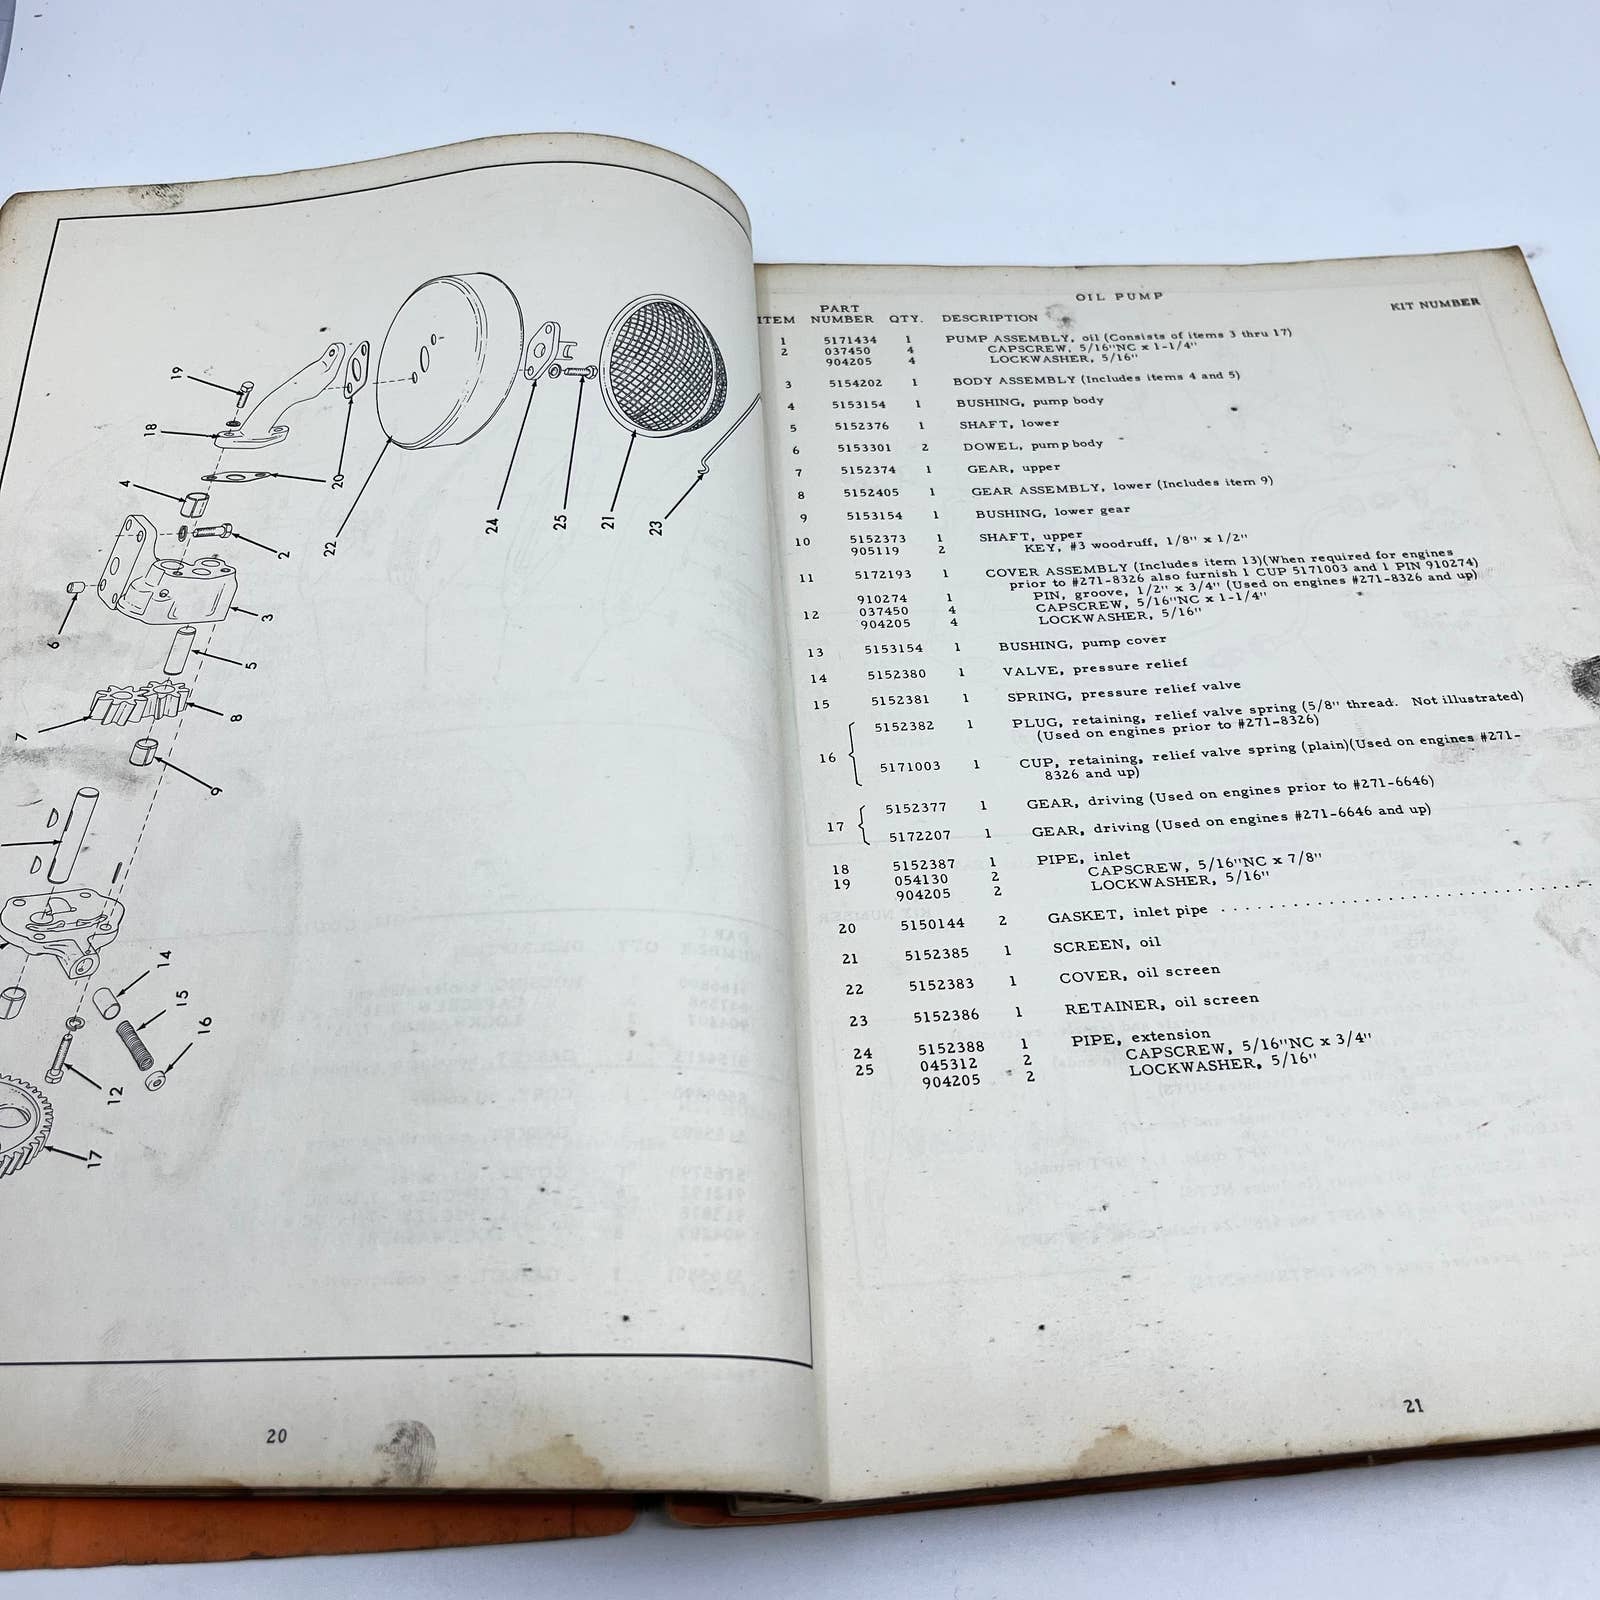 19
18
4
20
2
22
24
25
21
23
6
3
5
7
8
9
14
15
16
12
17
20
OIL PUMP
PART
KIT NUMBER
ITEM NUMBER QTY. DESCRIPTION
1 5171434 1 PUMP ASSEMBLY, oil (Consists of items 3 thru 17)
2 037450 4 CAPSCREW, 5/16"NC x 1-1/4"
904205 4 LOCKWASHER, 5/16"
3 5154202 1 BODY ASSEMBLY (Includes items 4 and 5)
4 5153154 1 BUSHING, pump body
5 5152376 1 SHAFT, lower
6 5153301 2 DOWEL, pump body
7 5152374 1 GEAR, upper
8 5152405 1 GEAR ASSEMBLY, lower (Includes item 9)
9 5153154 1 BUSHING, lower gear
10 5152373 1 SHAFT, upper
905119 2 KEY, #3 woodruff, 1/8" x 1/2"
11 5172193 1 COVER ASSEMBLY (Includes item 13)(When required for engines
prior to #271-8326 also furnish 1 CUP 5171003 and 1 PIN 910274)
910274 1 PIN, groove, 1/2" x 3/4" (Used on engines #271-8326 and up)
12 037450 4 CAPSCREW, 5/16"NC x 1-1/4"
904205 4 LOCKWASHER, 5/16"
13 5153154 1 BUSHING, pump cover
14 5152380 1 VALVE, pressure relief
15 5152381 1 SPRING, pressure relief valve
16 { 5152382 1 PLUG, retaining, relief valve spring (5/8" thread. Not illustrated)
(Used on engines prior to #271-8326)
5171003 1 CUP, retaining, relief valve spring (plain)(Used on engines #271-
8326 and up)
17 { 5152377 1 GEAR, driving (Used on engines prior to #271-6646)
5172207 1 GEAR, driving (Used on engines #271-6646 and up)
18 5152387 1 PIPE, inlet
19 054130 2 CAPSCREW, 5/16"NC x 7/8"
904205 2 LOCKWASHER, 5/16"
20 5150144 2 GASKET, inlet pipe . . . . . . . . . . . . . . . . . . . . . . . . . . .
21 5152385 1 SCREEN, oil
22 5152383 1 COVER, oil screen
23 5152386 1 RETAINER, oil screen
24 5152388 1 PIPE, extension
25 045312 2 CAPSCREW, 5/16"NC x 3/4"
904205 2 LOCKWASHER, 5/16"
21